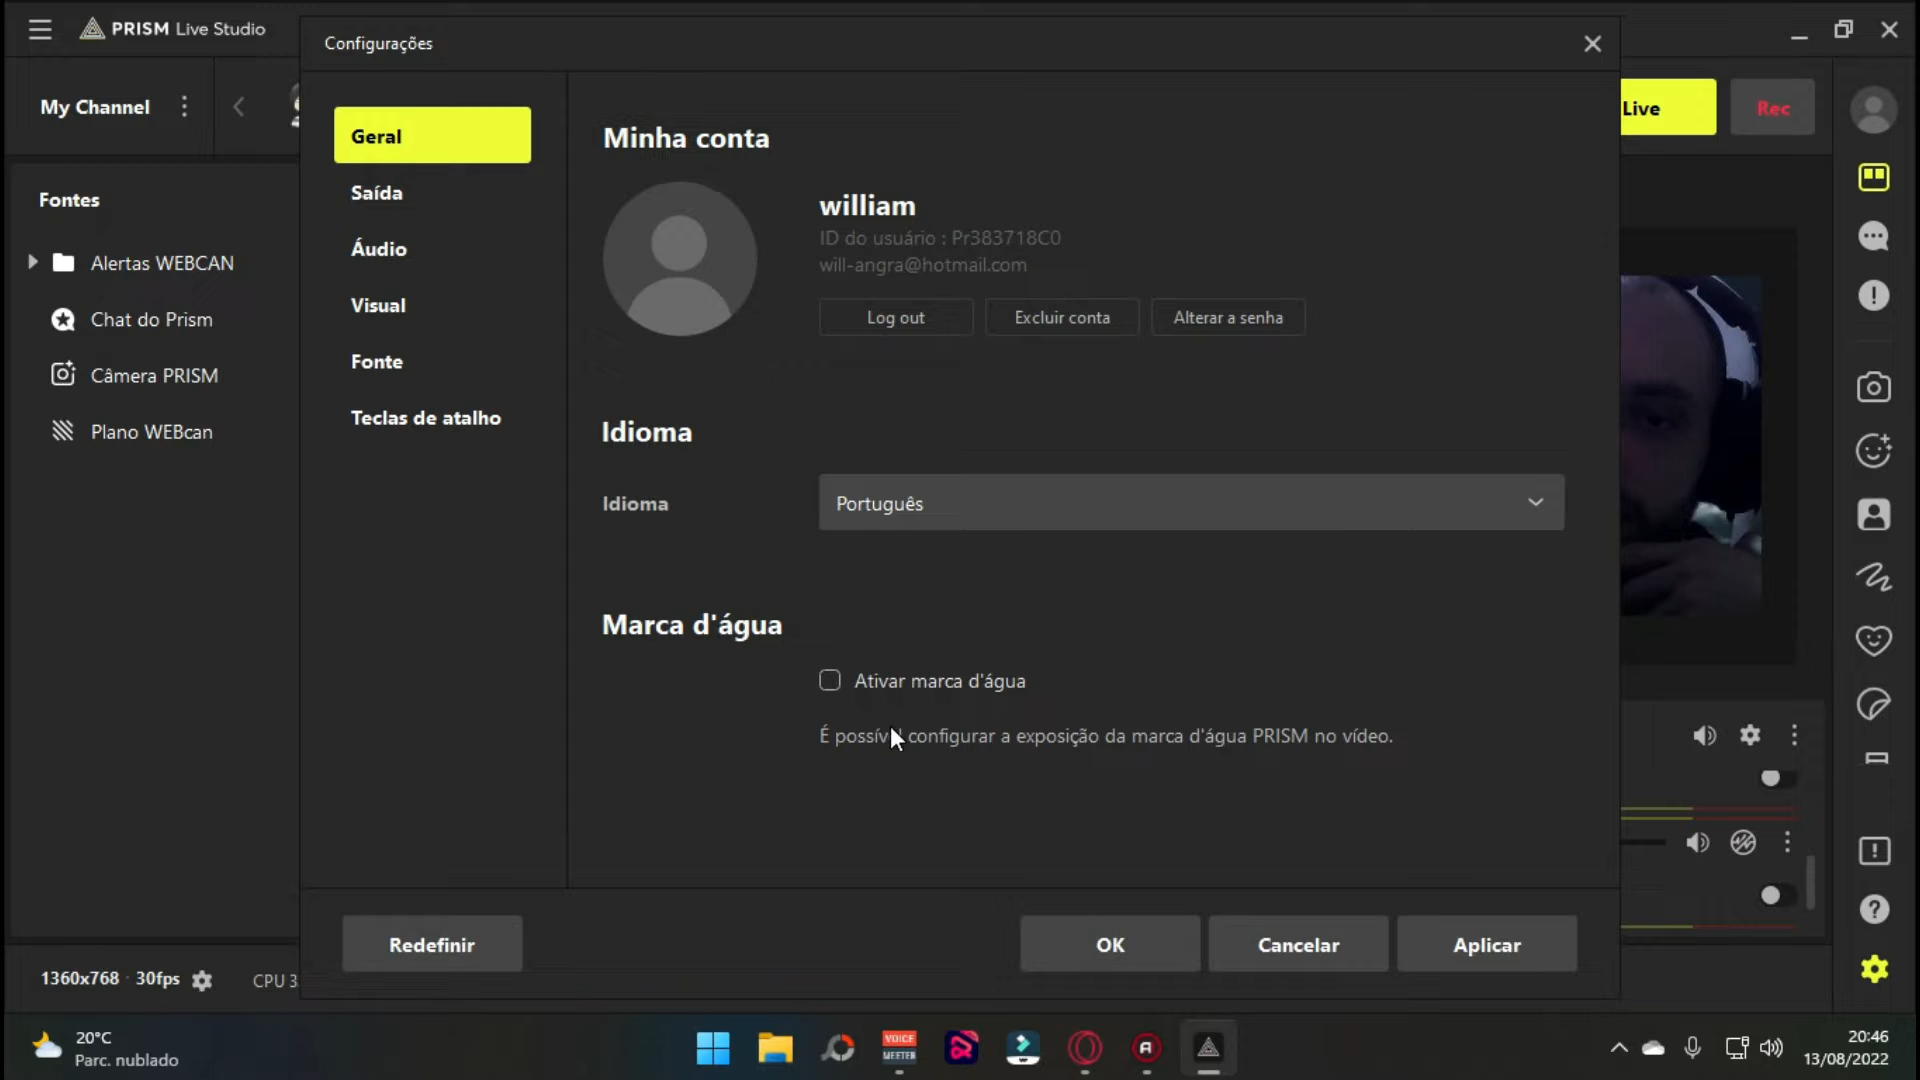 PRISM Live Studio
Configurações
My Channel
Live
Rec
Fontes
Alertas WEBCAN
Chat do Prism
Câmera PRISM
Plano WEBcan
Geral
Saída
Áudio
Visual
Fonte
Teclas de atalho
Minha conta
william
ID do usuário : Pr383718C0
will-angra@hotmail.com
Log out
Excluir conta
Alterar a senha
Idioma
Idioma
Português
Marca d'água
Ativar marca d'água
É possível configurar a exposição da marca d'água PRISM no vídeo.
Redefinir
OK
Cancelar
Aplicar
1360x768 · 30fps
CPU 3
20°C
Parc. nublado
VOICE
MEETER
20:46
13/08/2022